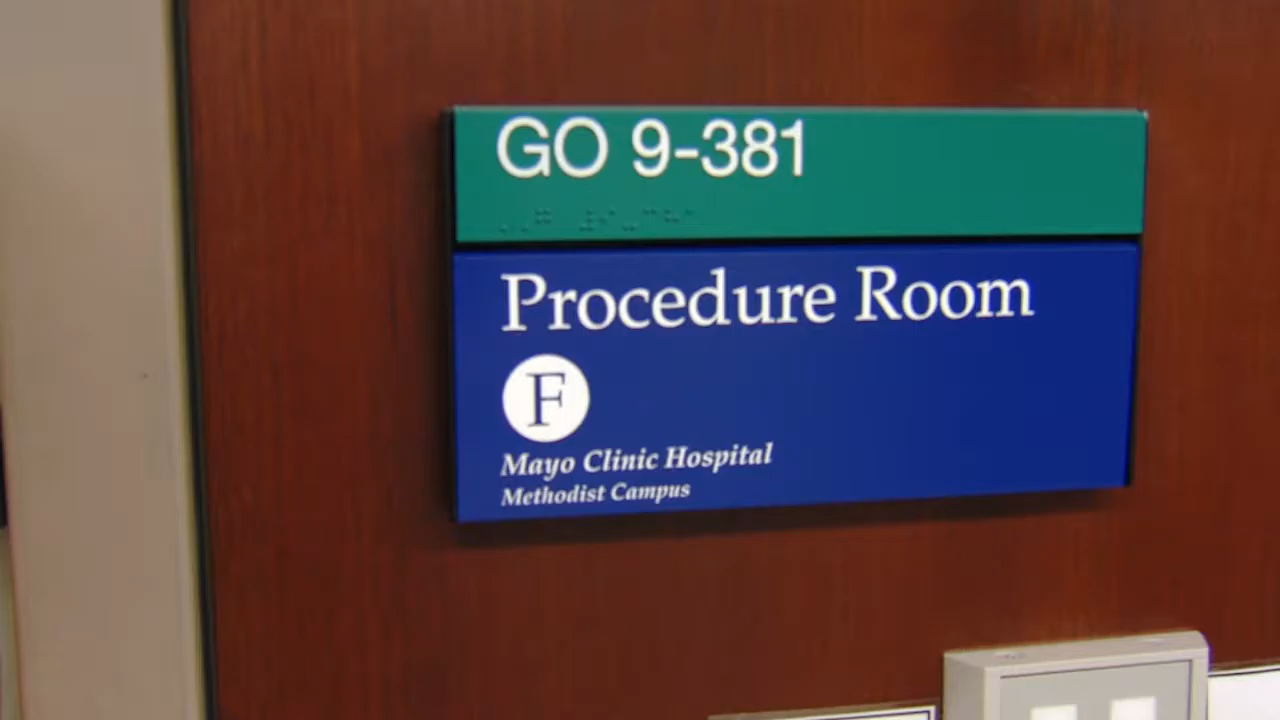 GO 9-381
Procedure Room
F
Mayo Clinic Hospital
Methodist Campus